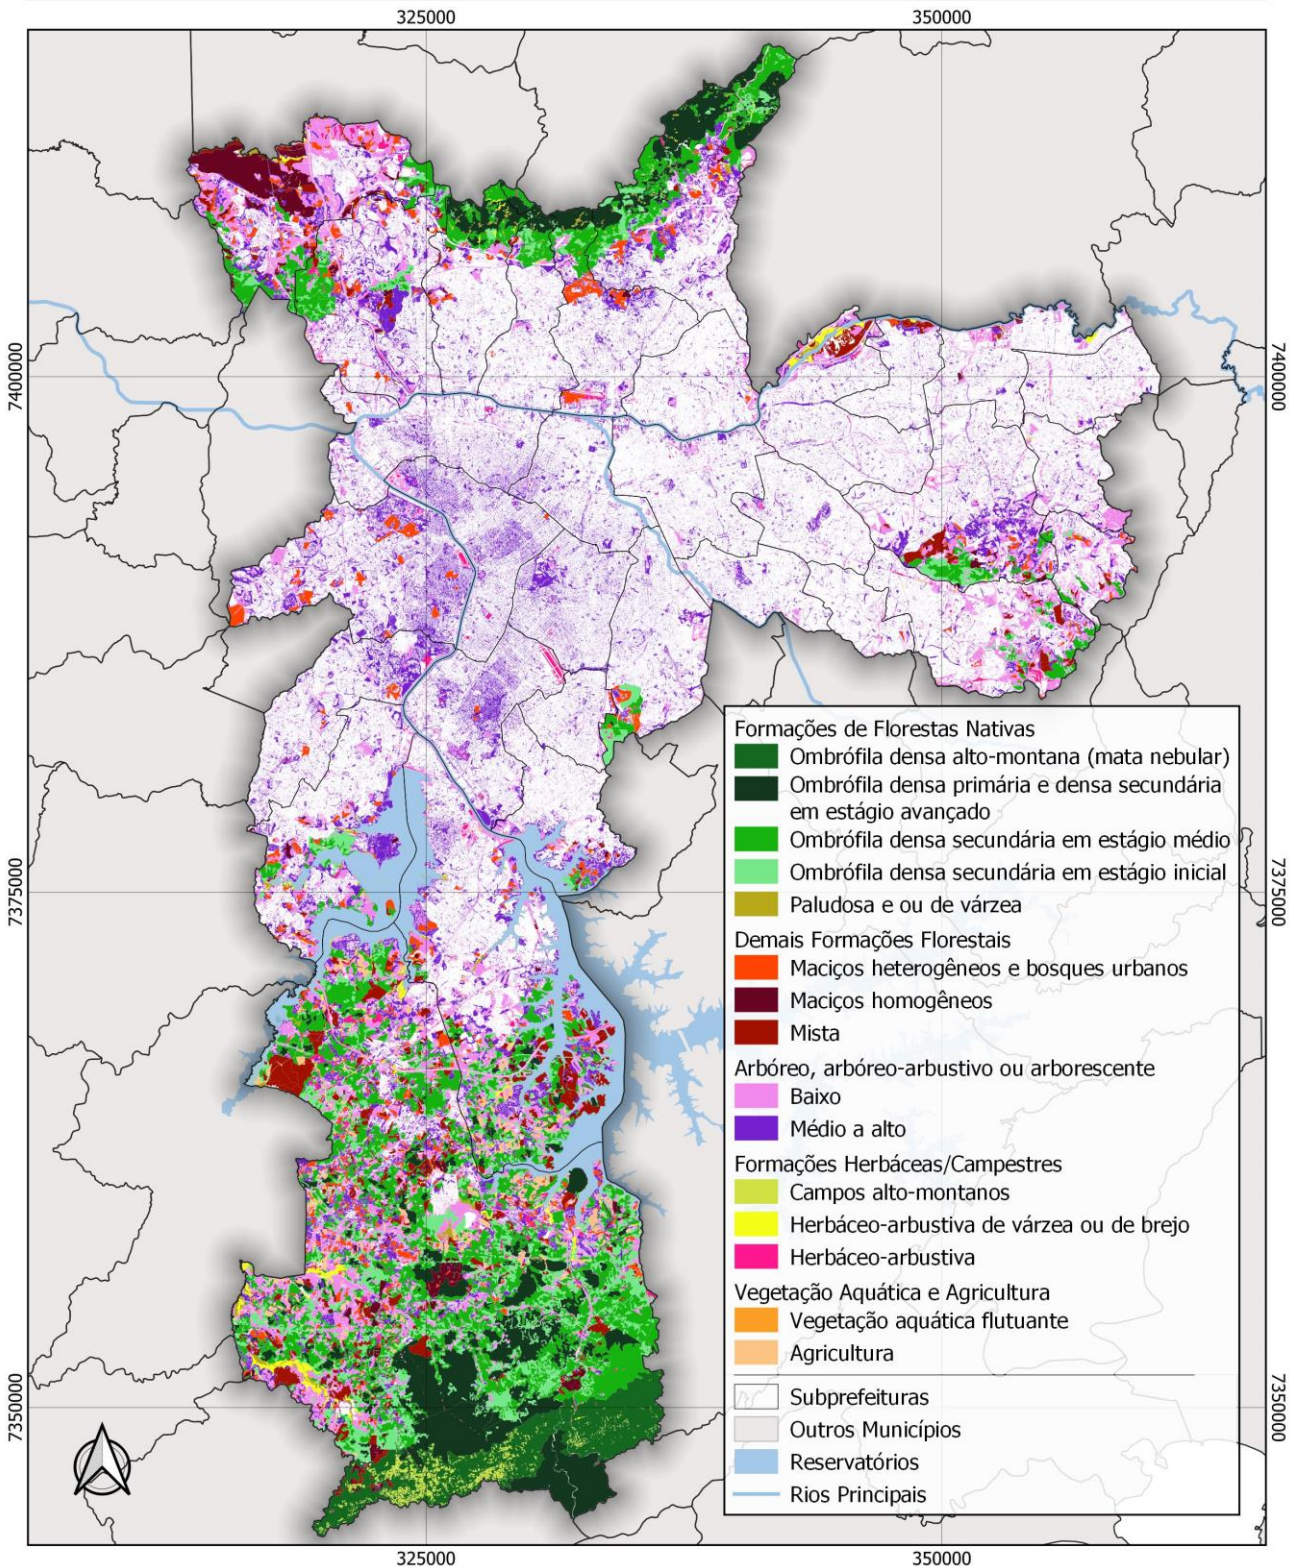 325000
350000
7400000
7400000
Formações de Florestas Nativas
Ombrófila densa alto-montana (mata nebular)
Ombrófila densa primária e densa secundária
em estágio avançado
Ombrófila densa secundária em estágio médio
Ombrófila densa secundária em estágio inicial
Paludosa e ou de várzea
Demais Formações Florestais
Maciços heterogêneos e bosques urbanos
Maciços homogêneos
Mista
Arbóreo, arbóreo-arbustivo ou arborescente
Baixo
Médio a alto
Formações Herbáceas/Campestres
Campos alto-montanos
Herbáceo-arbustiva de várzea ou de brejo
Herbáceo-arbustiva
Vegetação Aquática e Agricultura
Vegetação aquática flutuante
Agricultura
Subprefeituras
Outros Municípios
Reservatórios
Rios Principais
7375000
7375000
7350000
7350000
325000
350000